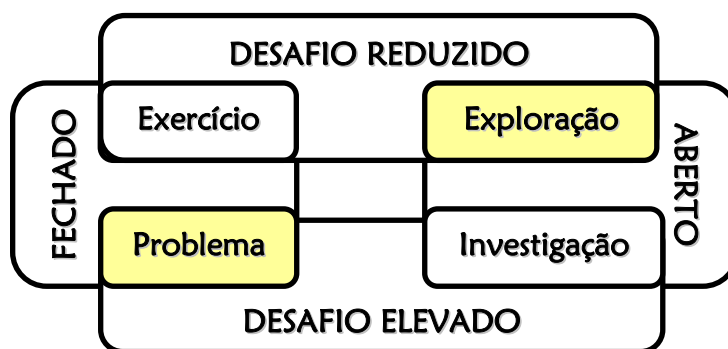 DESAFIO REDUZIDO
Exercício
Exploração
FECHADO
ABERTO
Problema
Investigação
DESAFIO ELEVADO